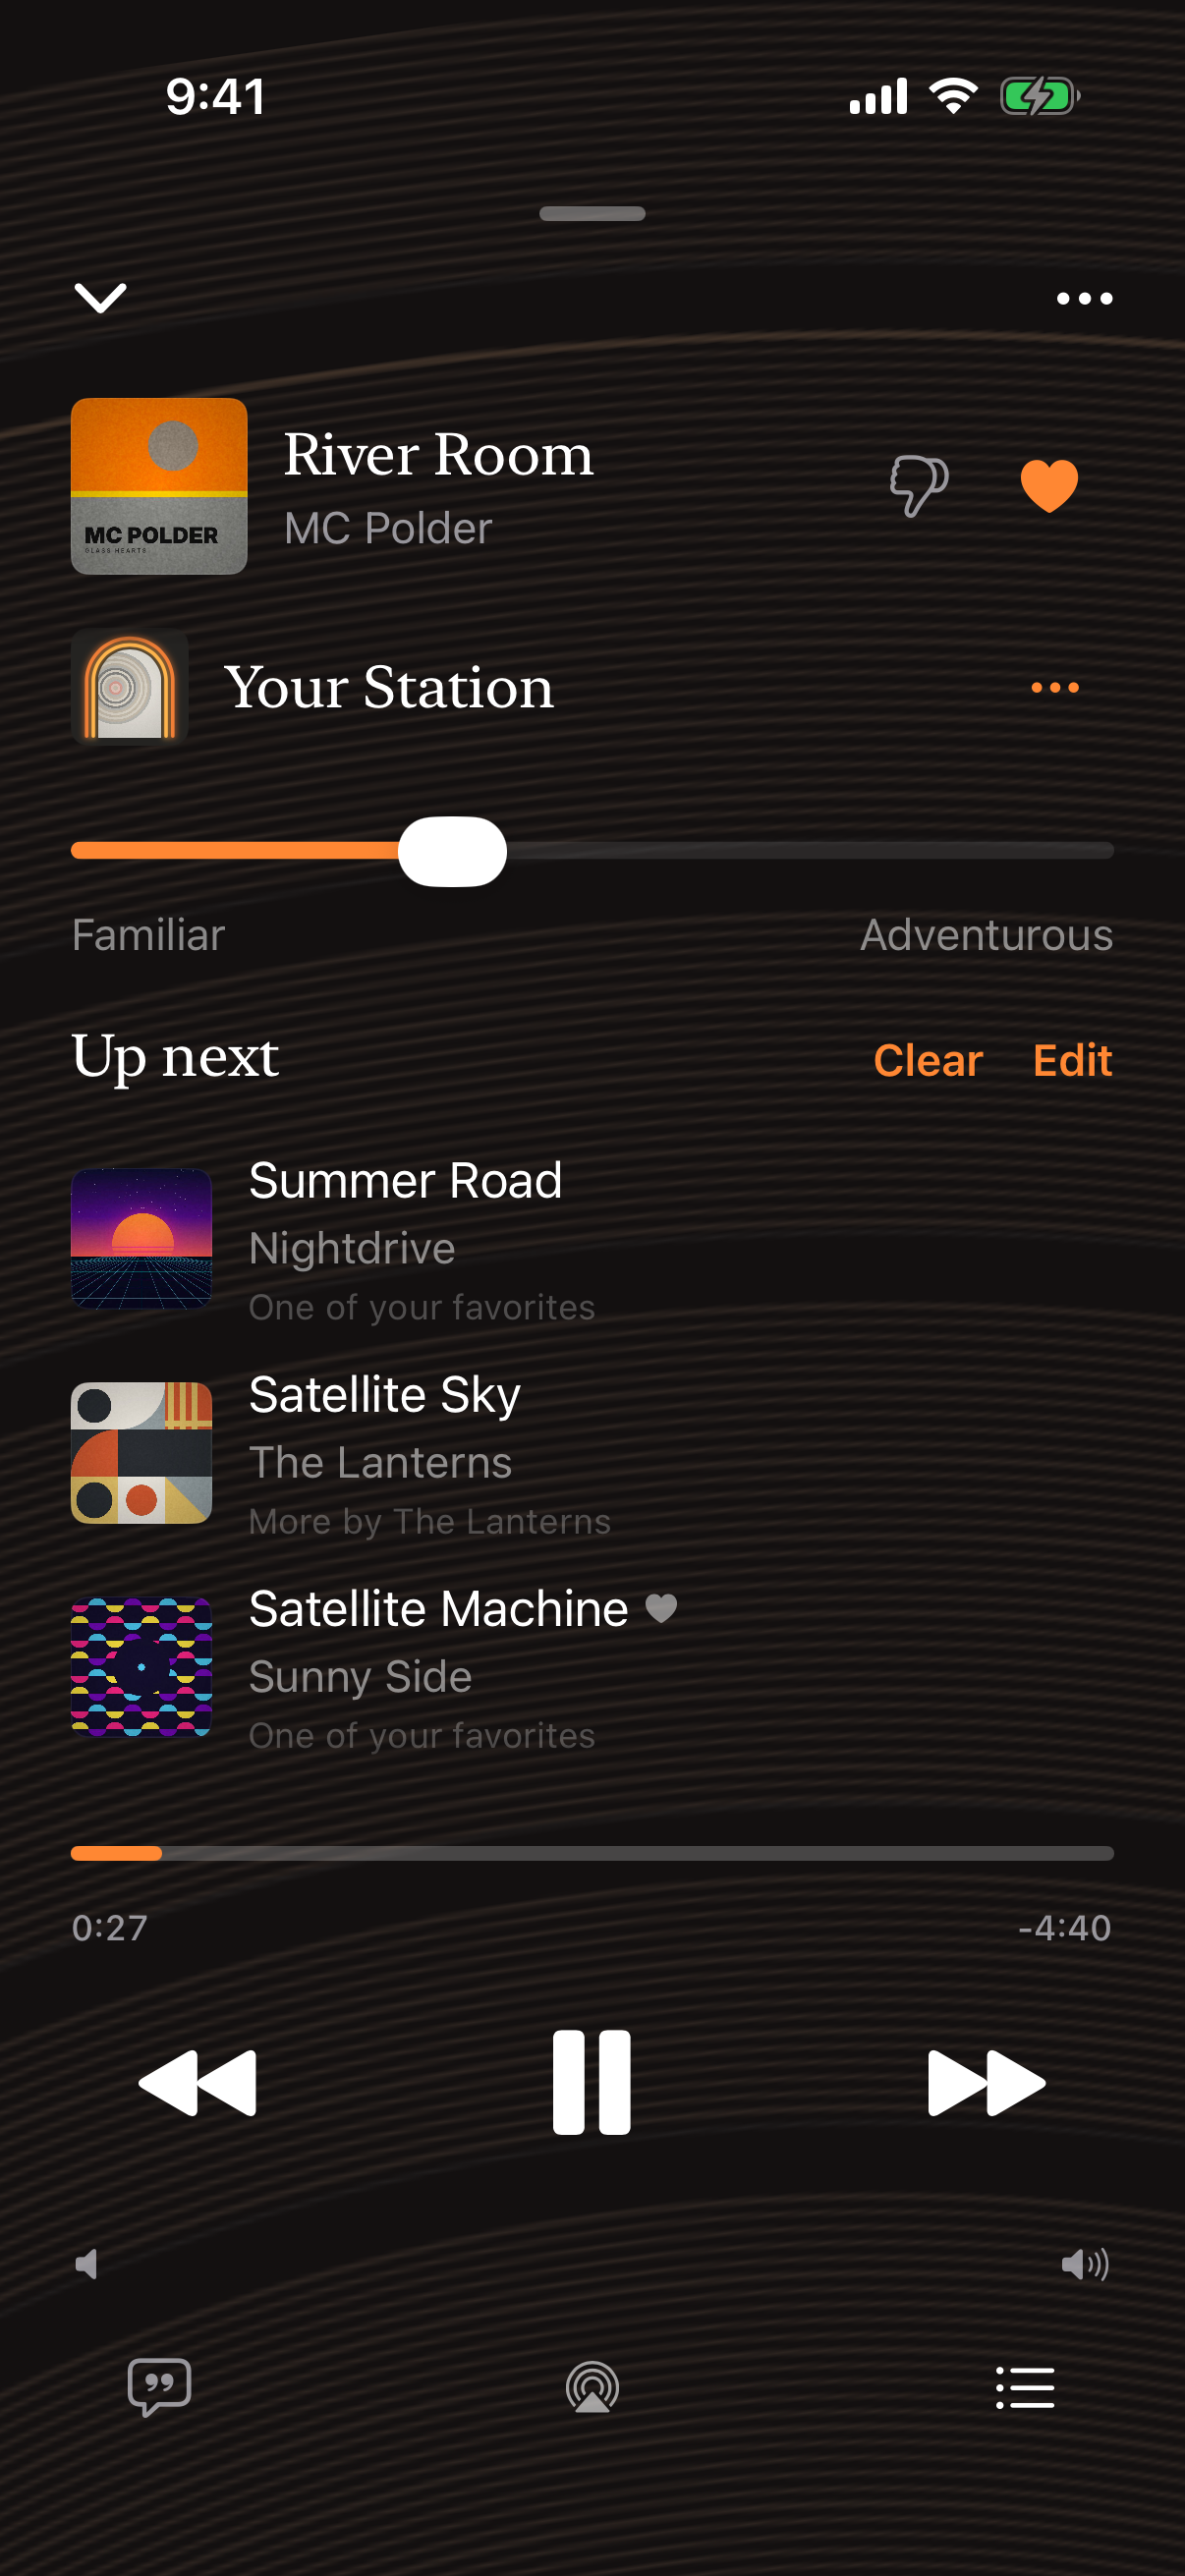 9:41
River Room
MC Polder
MC POLDER
GLASS HEARTS
Your Station
Familiar
Adventurous
Up next
Clear
Edit
Summer Road
Nightdrive
One of your favorites
Satellite Sky
The Lanterns
More by The Lanterns
Satellite Machine
Sunny Side
One of your favorites
0:27
-4:40